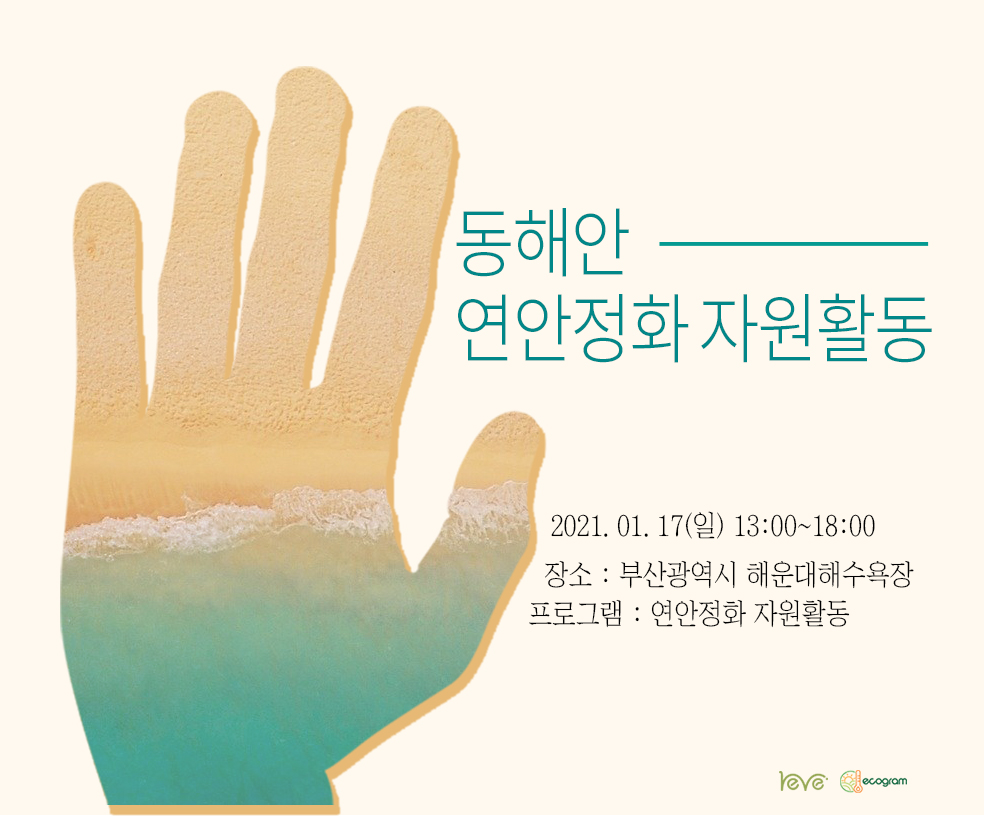 동해안
연안정화 자원활동
2021. 01. 17(일) 13:00~18:00
장소 : 부산광역시 해운대해수욕장
프로그램 : 연안정화 자원활동
reve ecogram